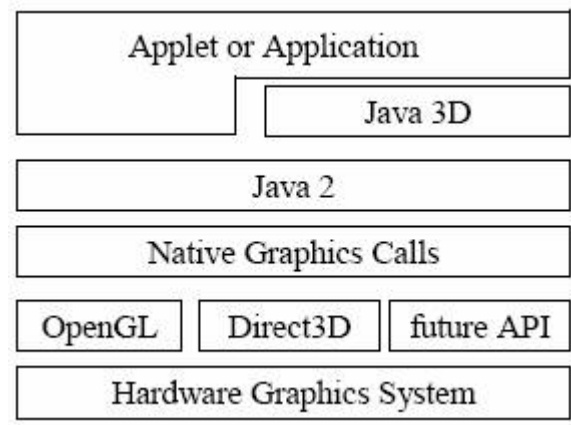 Applet or Application
Java 3D
Java 2
Native Graphics Calls
OpenGL Direct3D future API
Hardware Graphics System